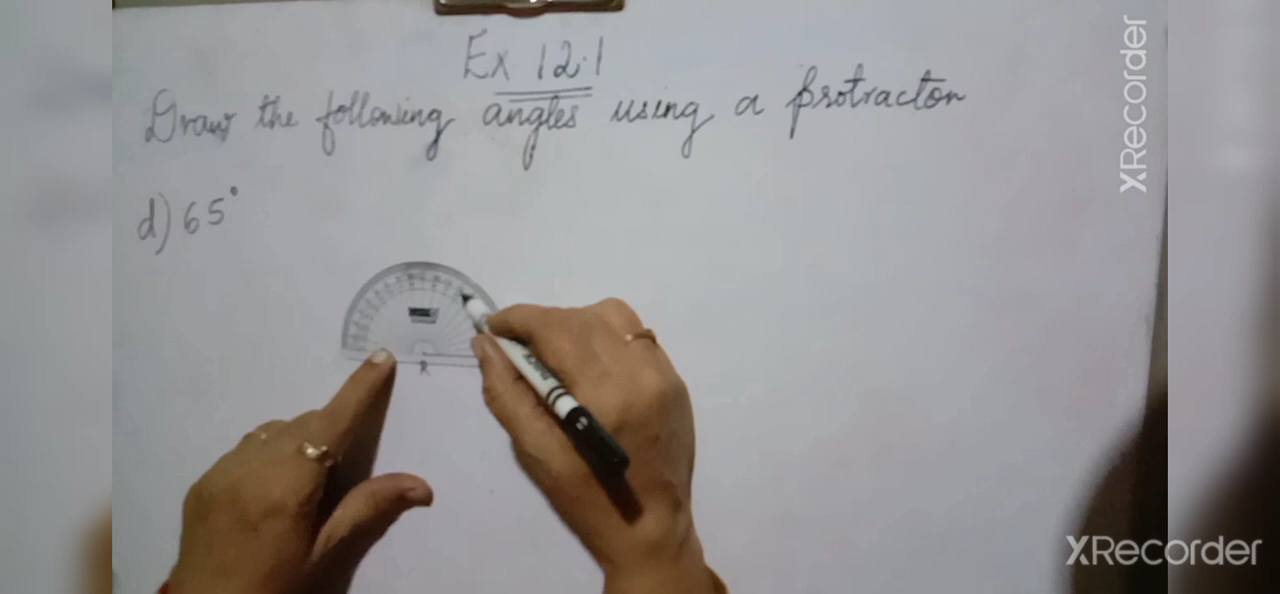 Ex 12.1
Draw the following angles using a protractor
d) 65°
R
XRecorder
XRecorder